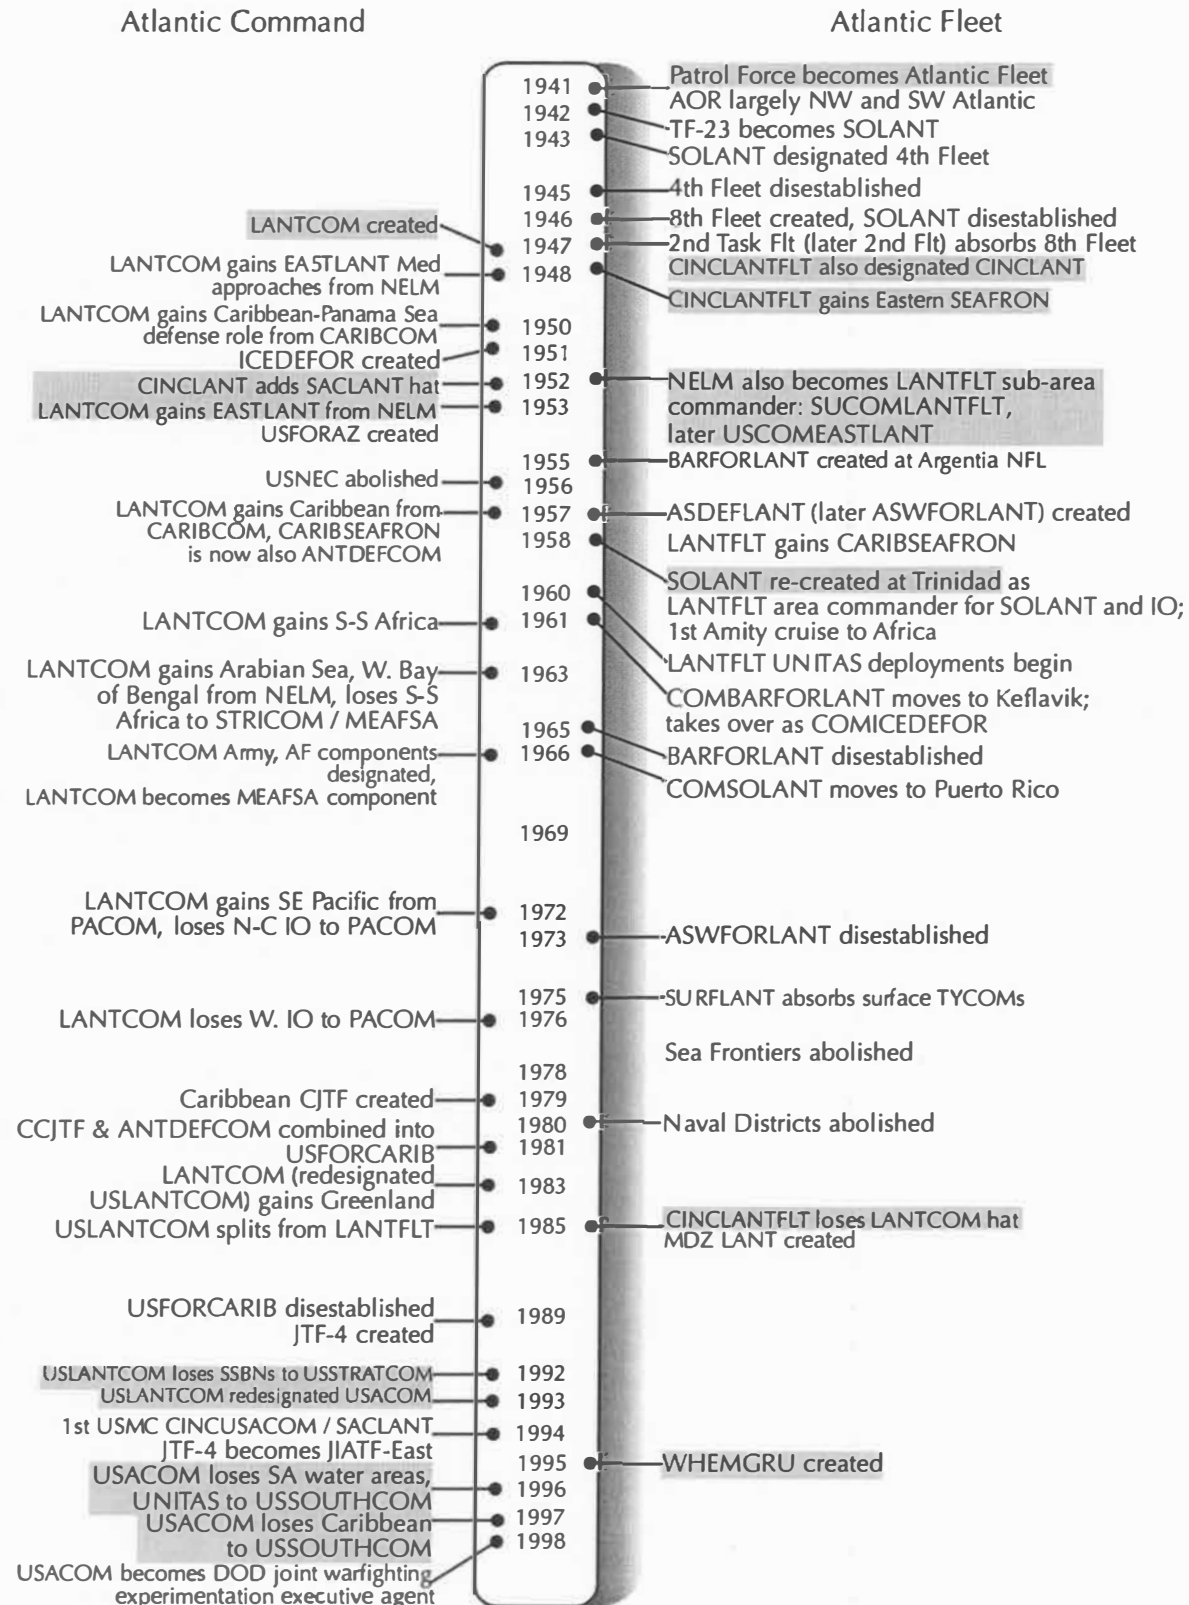 Atlantic Command
Atlantic Fleet
LANTCOM created
LANTCOM gains EASTLANT Med
approaches from NELM
LANTCOM gains Caribbean-Panama Sea
defense role from CARIBCOM
ICEDEFOR created
CINCLANT adds SACLANT hat
LANTCOM gains EASTLANT from NELM
USFORAZ created
USNEC abolished
LANTCOM gains Caribbean from
CARIBCOM, CARIBSEAFRON
is now also ANTDEFCOM
LANTCOM gains S-S Africa
LANTCOM gains Arabian Sea, W. Bay
of Bengal from NELM, loses S-S
Africa to STRICOM / MEAFSA
LANTCOM Army, AF components
designated,
LANTCOM becomes MEAFSA component
LANTCOM gains SE Pacific from
PACOM, loses N-C IO to PACOM
LANTCOM loses W. IO to PACOM
Caribbean CJTF created
CCJTF & ANTDEFCOM combined into
USFORCARIB
LANTCOM (redesignated
USLANTCOM) gains Greenland
USLANTCOM splits from LANTFLT
USFORCARIB disestablished
JTF-4 created
USLANTCOM loses SSBNs to USSTRATCOM
USLANTCOM redesignated USACOM
1st USMC CINCUSACOM / SACLANT
JTF-4 becomes JIATF-East
USACOM loses SA water areas,
UNITAS to USSOUTHCOM
USACOM loses Caribbean
to USSOUTHCOM
USACOM becomes DOD joint warfighting
experimentation executive agent
1941
1942
1943
1945
1946
1947
1948
1950
1951
1952
1953
1955
1956
1957
1958
1960
1961
1963
1965
1966
1969
1972
1973
1975
1976
1978
1979
1980
1981
1983
1985
1989
1992
1993
1994
1995
1996
1997
1998
Patrol Force becomes Atlantic Fleet
AOR largely NW and SW Atlantic
TF-23 becomes SOLANT
SOLANT designated 4th Fleet
4th Fleet disestablished
8th Fleet created, SOLANT disestablished
2nd Task Flt (later 2nd Flt) absorbs 8th Fleet
CINCLANTFLT also designated CINCLANT
CINCLANTFLT gains Eastern SEAFRON
NELM also becomes LANTFLT sub-area
commander: SUCOMLANTFLT,
later USCOMEASTLANT
BARFORLANT created at Argentia NFL
ASDEFLANT (later ASWFORLANT) created
LANTFLT gains CARIBSEAFRON
SOLANT re-created at Trinidad as
LANTFLT area commander for SOLANT and IO;
1st Amity cruise to Africa
LANTFLT UNITAS deployments begin
COMBARFORLANT moves to Keflavik;
takes over as COMICEDEFOR
BARFORLANT disestablished
COMSOLANT moves to Puerto Rico
ASWFORLANT disestablished
SURFLANT absorbs surface TYCOMs
Sea Frontiers abolished
Naval Districts abolished
CINCLANTFLT loses LANTCOM hat
MDZ LANT created
WHEMGRU created